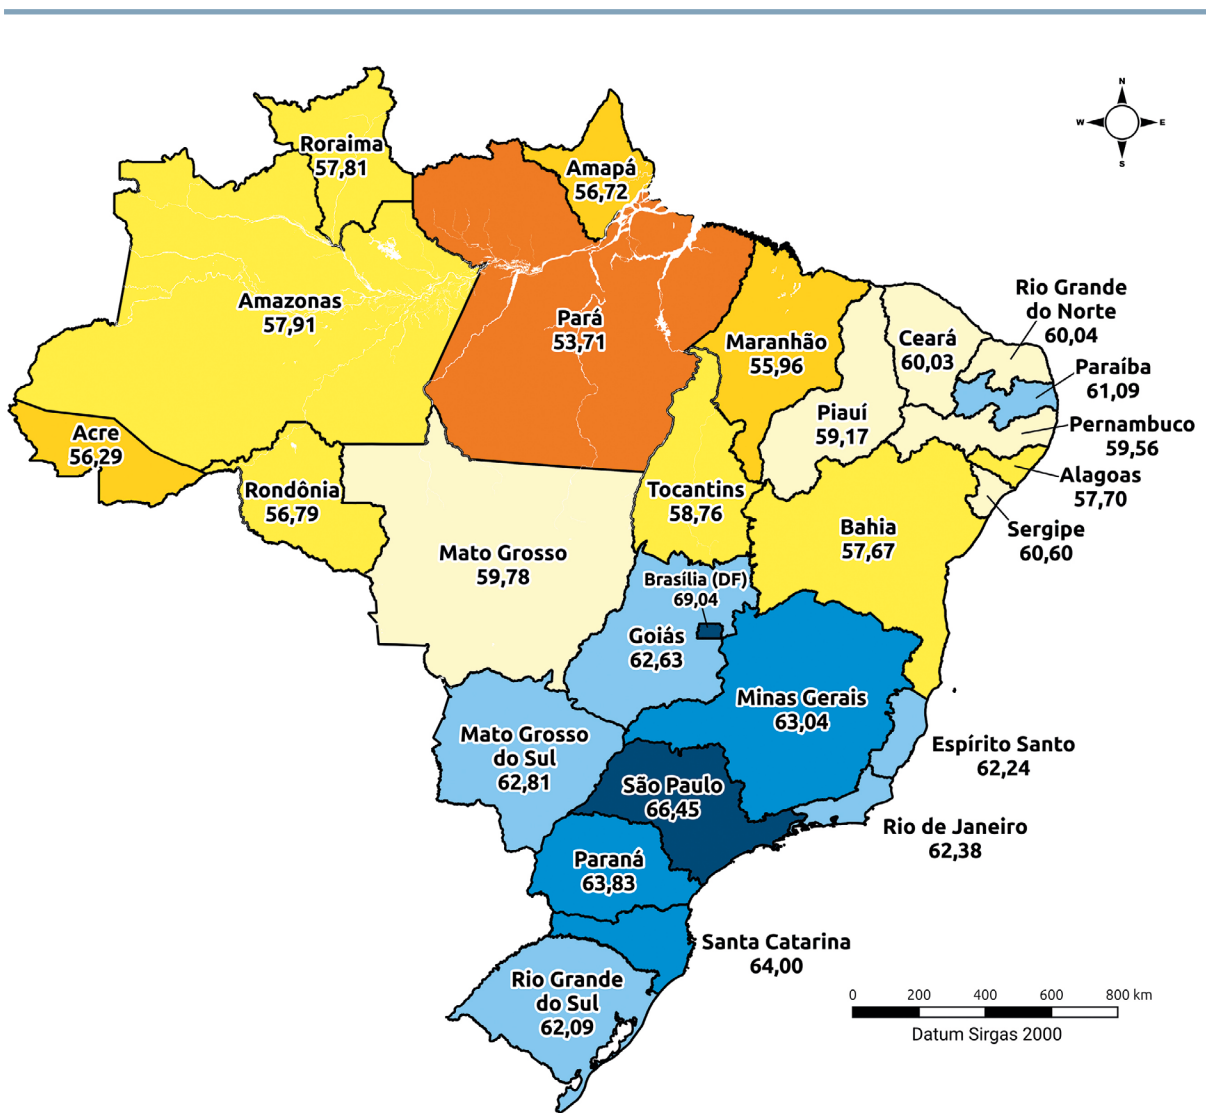 N
W
E
S
Roraima
57,81
Amapá
56,72
Amazonas
57,91
Pará
53,71
Maranhão
55,96
Ceará
60,03
Rio Grande
do Norte
60,04
Paraíba
61,09
Piauí
59,17
Pernambuco
59,56
Acre
56,29
Alagoas
57,70
Rondônia
56,79
Tocantins
58,76
Sergipe
60,60
Bahia
57,67
Mato Grosso
59,78
Brasília (DF)
69,04
Goiás
62,63
Minas Gerais
63,04
Mato Grosso
do Sul
62,81
Espírito Santo
62,24
São Paulo
66,45
Rio de Janeiro
62,38
Paraná
63,83
Santa Catarina
64,00
Rio Grande
do Sul
62,09
0 200 400 600 800 km
Datum Sirgas 2000